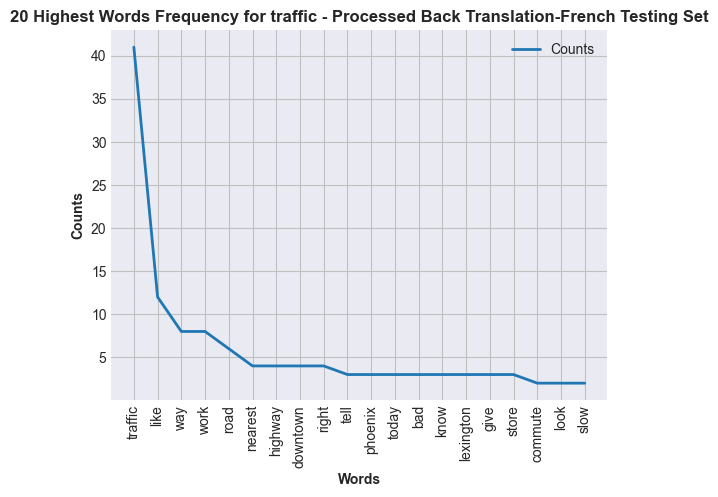 20 Highest Words Frequency for traffic - Processed Back Translation-French Testing Set
Counts
40
35
30
25
20
15
10
5
Counts
traffic
like
way
work
road
nearest
highway
downtown
right
tell
phoenix
today
bad
know
lexington
give
store
commute
look
slow
Words